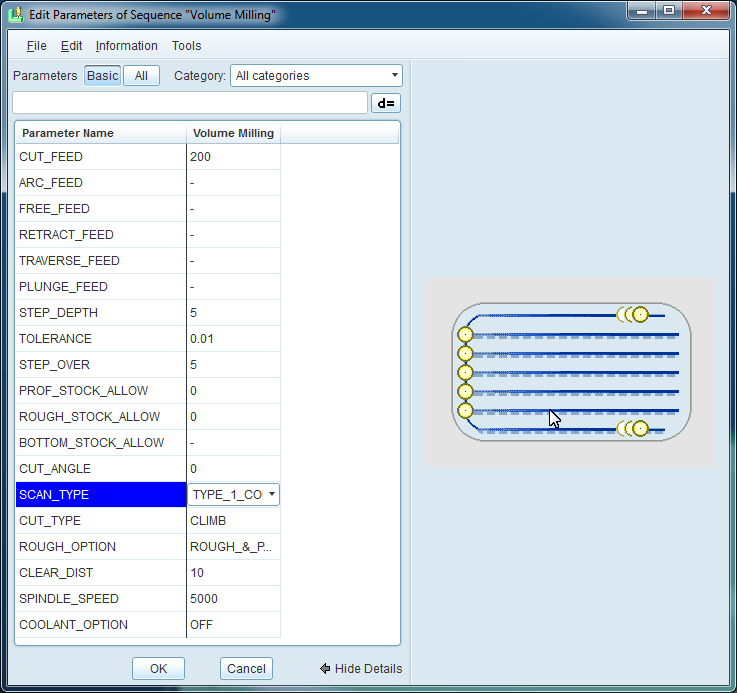 Edit Parameters of Sequence "Volume Milling"
File Edit Information Tools
Parameters Basic All Category: All categories
d=
Parameter Name Volume Milling
CUT_FEED 200
ARC_FEED -
FREE_FEED -
RETRACT_FEED -
TRAVERSE_FEED -
PLUNGE_FEED -
STEP_DEPTH 5
TOLERANCE 0.01
STEP_OVER 5
PROF_STOCK_ALLOW 0
ROUGH_STOCK_ALLOW 0
BOTTOM_STOCK_ALLOW -
CUT_ANGLE 0
SCAN_TYPE TYPE_1_CO
CUT_TYPE CLIMB
ROUGH_OPTION ROUGH_&_P...
CLEAR_DIST 10
SPINDLE_SPEED 5000
COOLANT_OPTION OFF
OK Cancel Hide Details